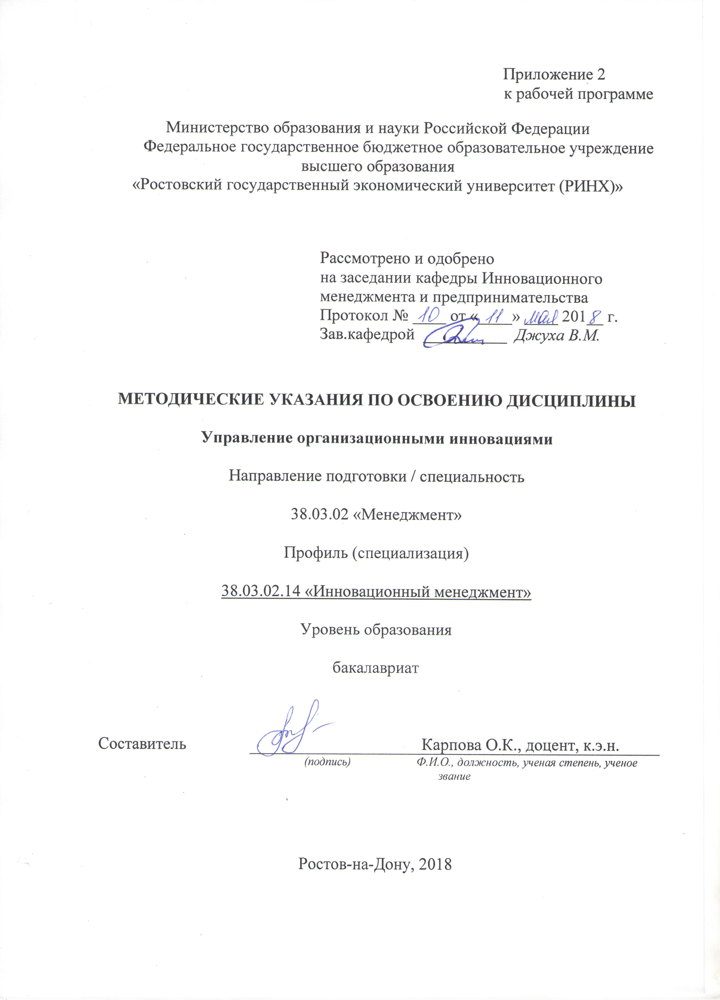 Приложение 2
к рабочей программе
Министерство образования и науки Российской Федерации
Федеральное государственное бюджетное образовательное учреждение
высшего образования
«Ростовский государственный экономический университет (РИНХ)»
Рассмотрено и одобрено
на заседании кафедры Инновационного
менеджмента и предпринимательства
Протокол № 10 от « 11 » мая 2018 г.
Зав.кафедрой Джуха В.М.
МЕТОДИЧЕСКИЕ УКАЗАНИЯ ПО ОСВОЕНИЮ ДИСЦИПЛИНЫ
Управление организационными инновациями
Направление подготовки / специальность
38.03.02 «Менеджмент»
Профиль (специализация)
38.03.02.14 «Инновационный менеджмент»
Уровень образования
бакалавриат
Составитель Карпова О.К., доцент, к.э.н.
(подпись) Ф.И.О., должность, ученая степень, ученое
звание
Ростов-на-Дону, 2018